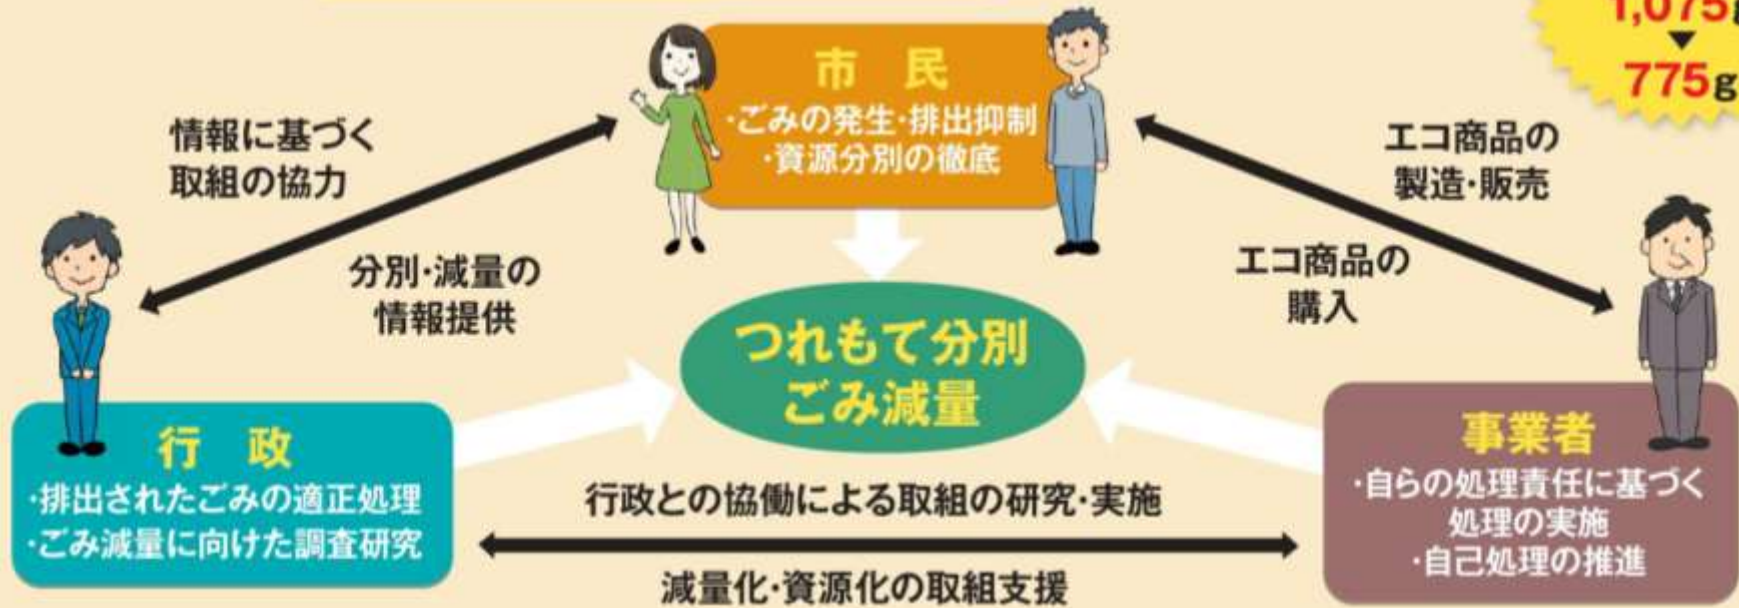 1,075g
▼
775g
市 民
・ごみの発生・排出抑制
・資源分別の徹底
情報に基づく
取組の協力
分別・減量の
情報提供
エコ商品の
製造・販売
エコ商品の
購入
つれもて分別
ごみ減量
行 政
・排出されたごみの適正処理
・ごみ減量に向けた調査研究
行政との協働による取組の研究・実施
減量化・資源化の取組支援
事業者
・自らの処理責任に基づく
処理の実施
・自己処理の推進